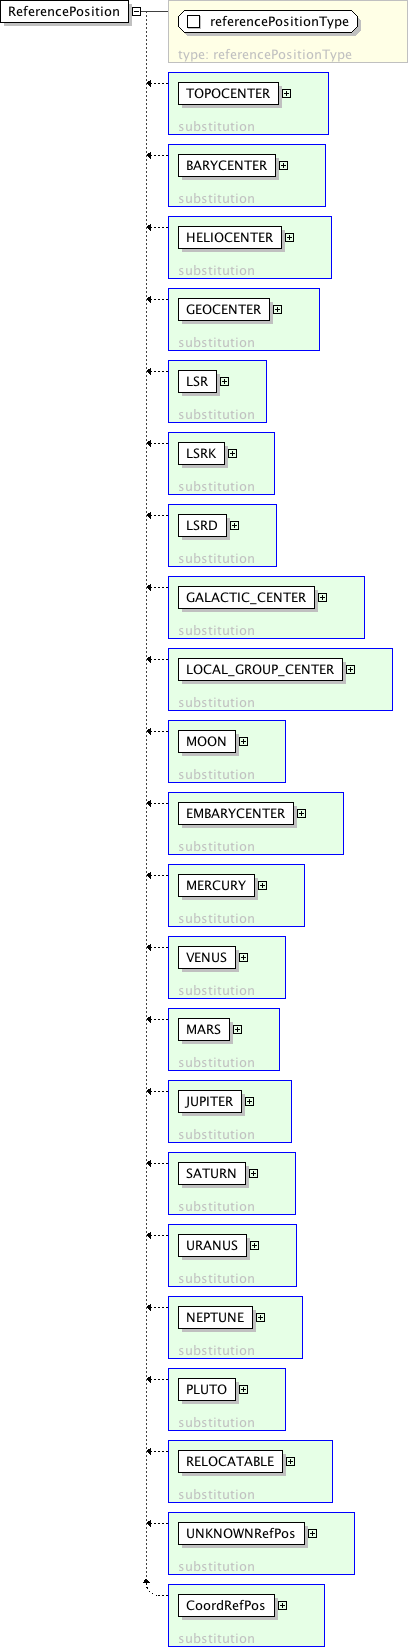 ReferencePosition
referencePositionType
type: referencePositionType
TOPOCENTER
substitution
BARYCENTER
substitution
HELIOCENTER
substitution
GEOCENTER
substitution
LSR
substitution
LSRK
substitution
LSRD
substitution
GALACTIC_CENTER
substitution
LOCAL_GROUP_CENTER
substitution
MOON
substitution
EMBARYCENTER
substitution
MERCURY
substitution
VENUS
substitution
MARS
substitution
JUPITER
substitution
SATURN
substitution
URANUS
substitution
NEPTUNE
substitution
PLUTO
substitution
RELOCATABLE
substitution
UNKNOWNRefPos
substitution
CoordRefPos
substitution